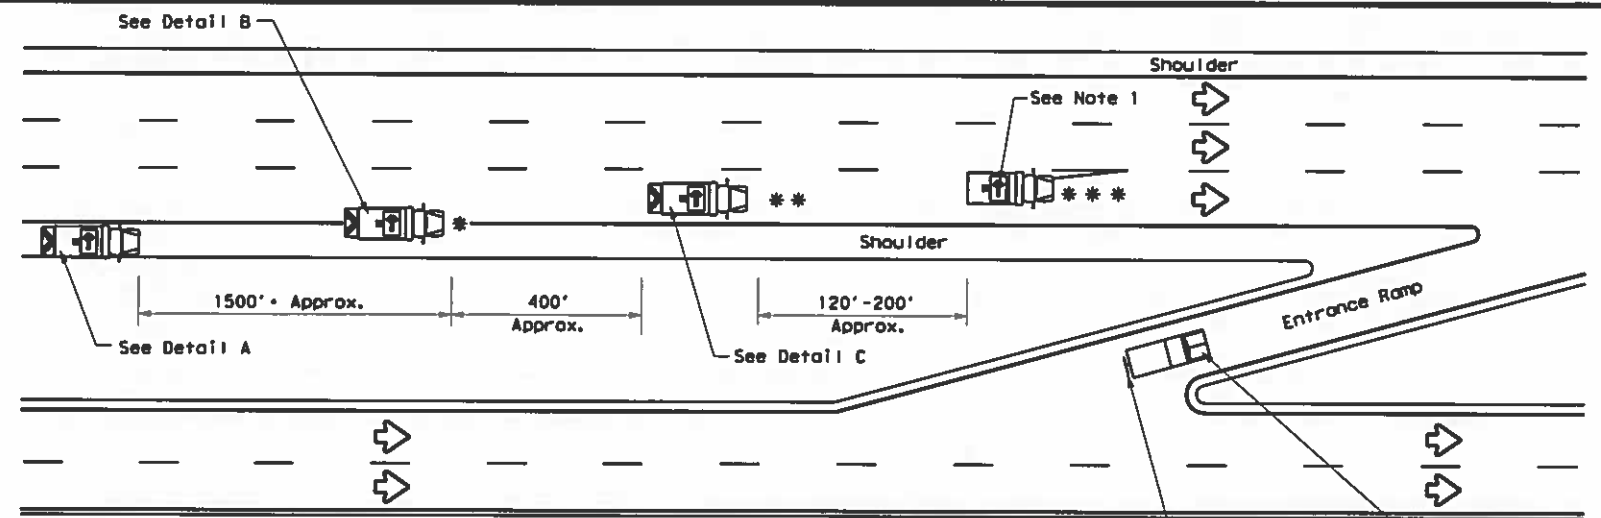 See Detail B
Shoulder
See Note 1
*
* *
* * *
Shoulder
1500' + Approx.
400'
Approx.
120'-200'
Approx.
Entrance Ramp
See Detail A
See Detail C